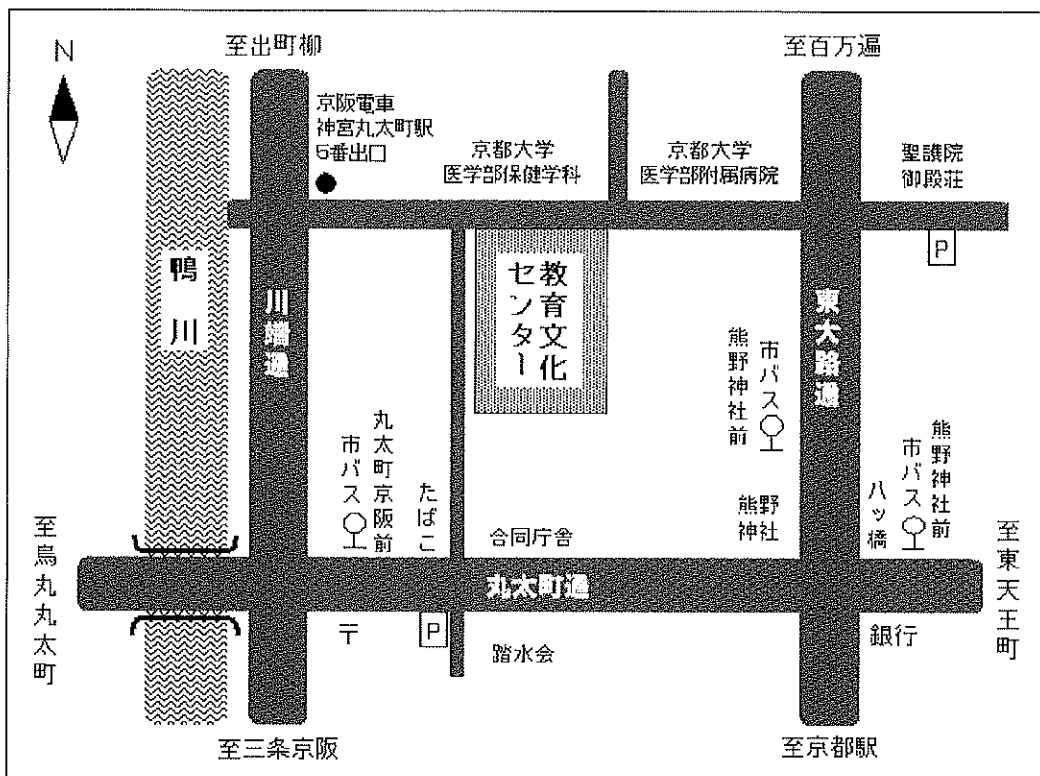 N
至出町柳
至百万遍
京阪電車
神宮丸太町駅
5番出口
京都大学
医学部保健学科
京都大学
医学部附属病院
聖護院
御殿荘
P
鴨川
川端通
教育文化
センター
東大路通
市バス
熊野神社前
丸太町京阪前
市バス
たばこ
合同庁舎
熊野
神社
八ッ橋
熊野神社前
市バス
至烏丸丸太町
丸太町通
至東天王町
〒
P
踏水会
銀行
至三条京阪
至京都駅